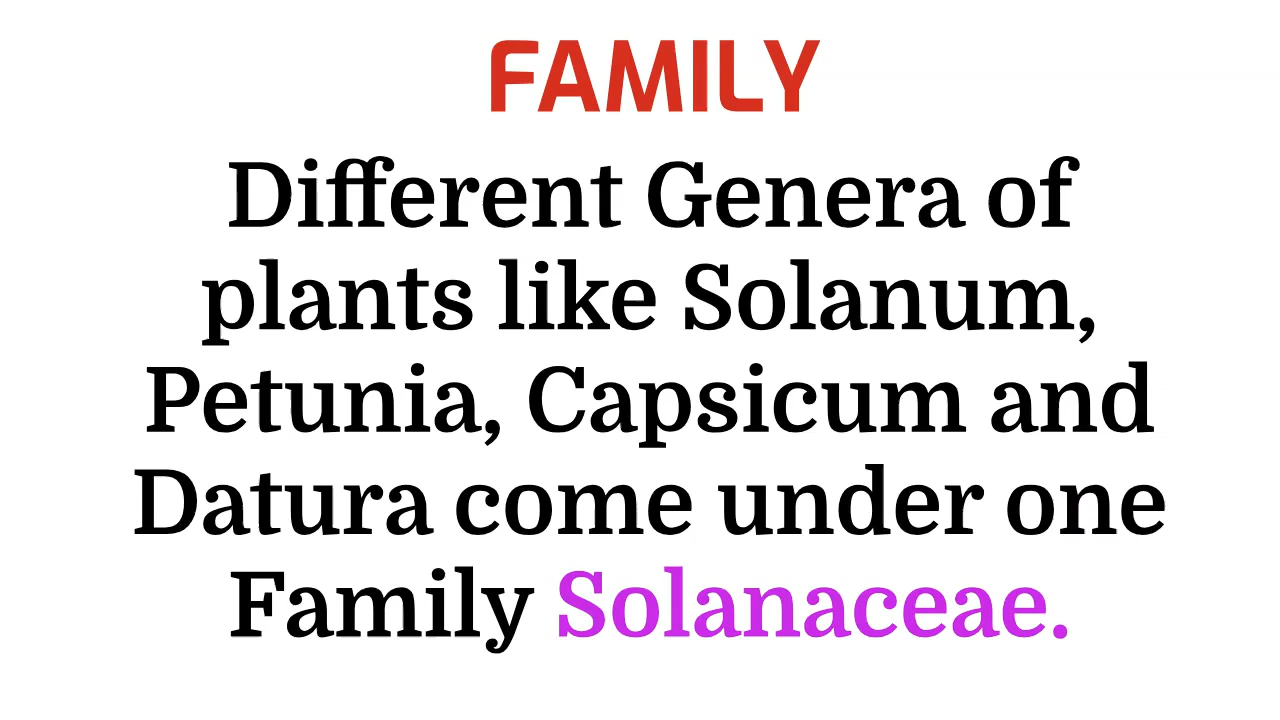 FAMILY
Different Genera of
plants like Solanum,
Petunia, Capsicum and
Datura come under one
Family Solanaceae.